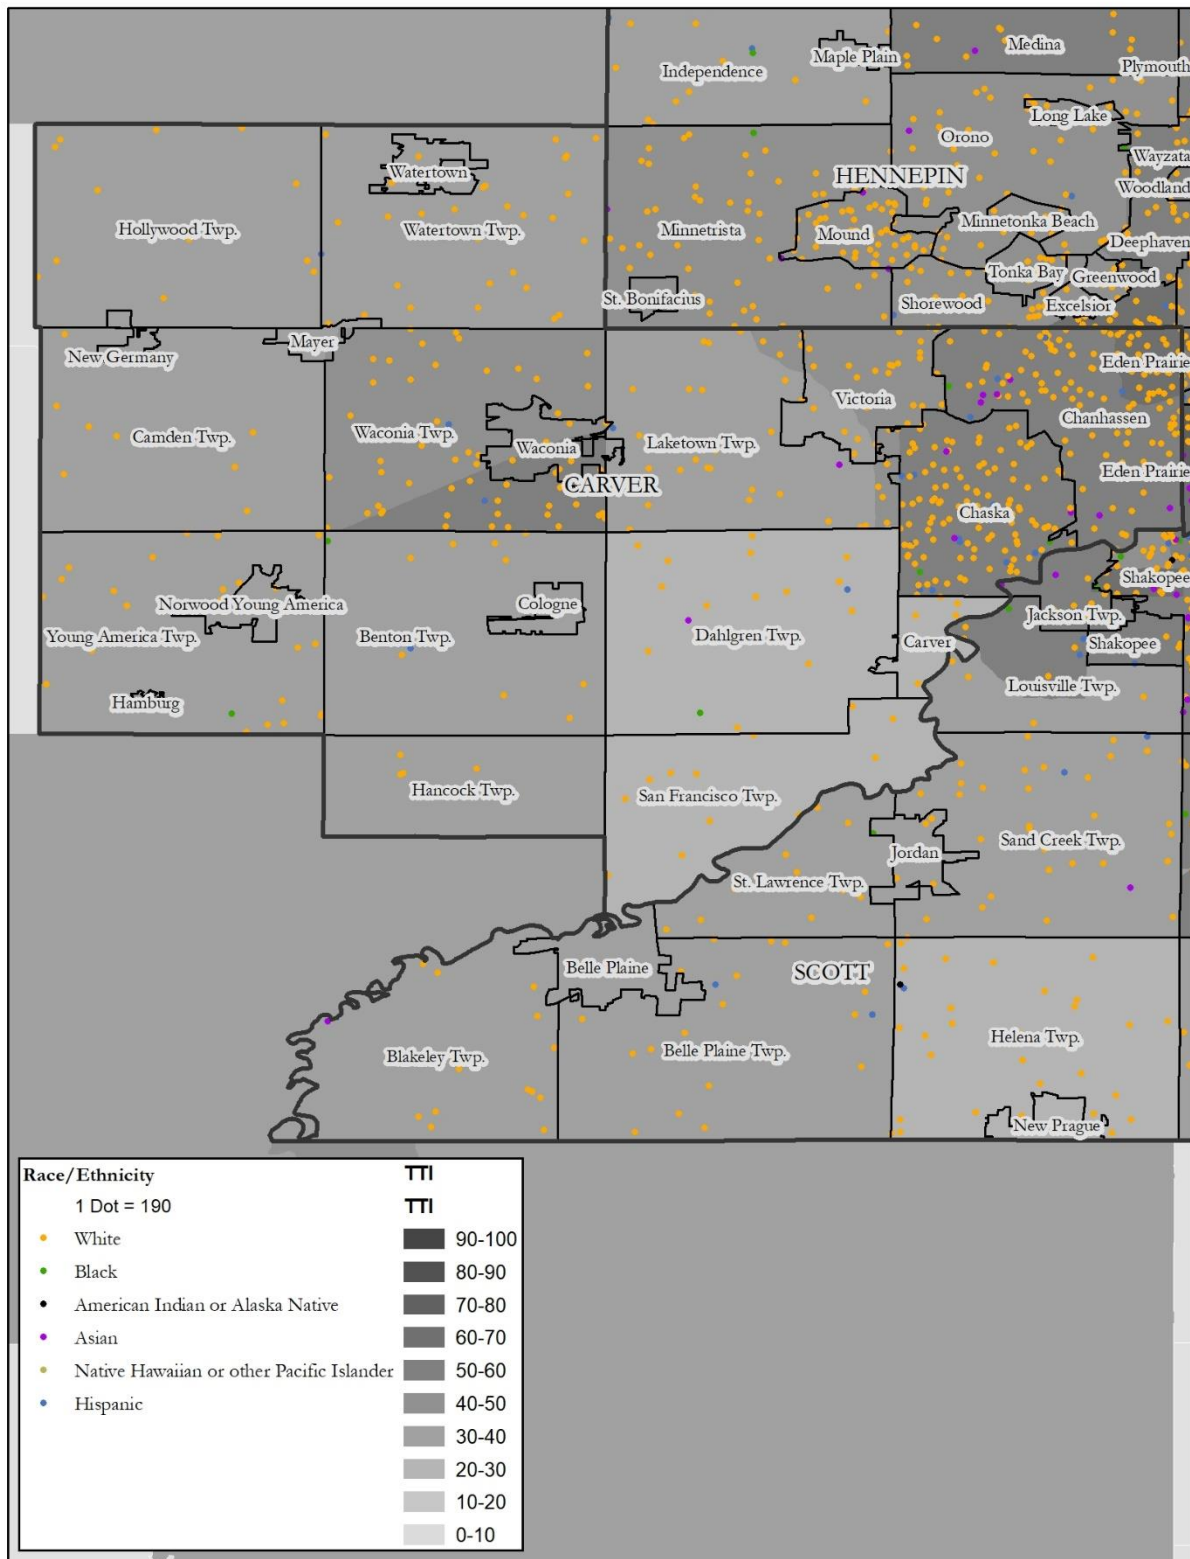 Independence
Maple Plain
Medina
Plymouth
Long Lake
Orono
Watertown
Wayzata
HENNEPIN
Woodland
Hollywood Twp.
Watertown Twp.
Minnetrista
Mound
Minnetonka Beach
Deephaven
Tonka Bay
Greenwood
St. Bonifacius
Shorewood
Excelsior
New Germany
Mayer
Eden Prairie
Victoria
Chanhassen
Camden Twp.
Waconia Twp.
Waconia
Laketown Twp.
Eden Prairie
CARVER
Chaska
Shakopee
Norwood Young America
Cologne
Jackson Twp.
Young America Twp.
Benton Twp.
Dahlgren Twp.
Carver
Shakopee
Hamburg
Louisville Twp.
Hancock Twp.
San Francisco Twp.
Jordan
Sand Creek Twp.
St. Lawrence Twp.
Belle Plaine
SCOTT
Blakeley Twp.
Belle Plaine Twp.
Helena Twp.
New Prague
Race/Ethnicity
1 Dot = 190
White
Black
American Indian or Alaska Native
Asian
Native Hawaiian or other Pacific Islander
Hispanic
TTI
TTI
90-100
80-90
70-80
60-70
50-60
40-50
30-40
20-30
10-20
0-10